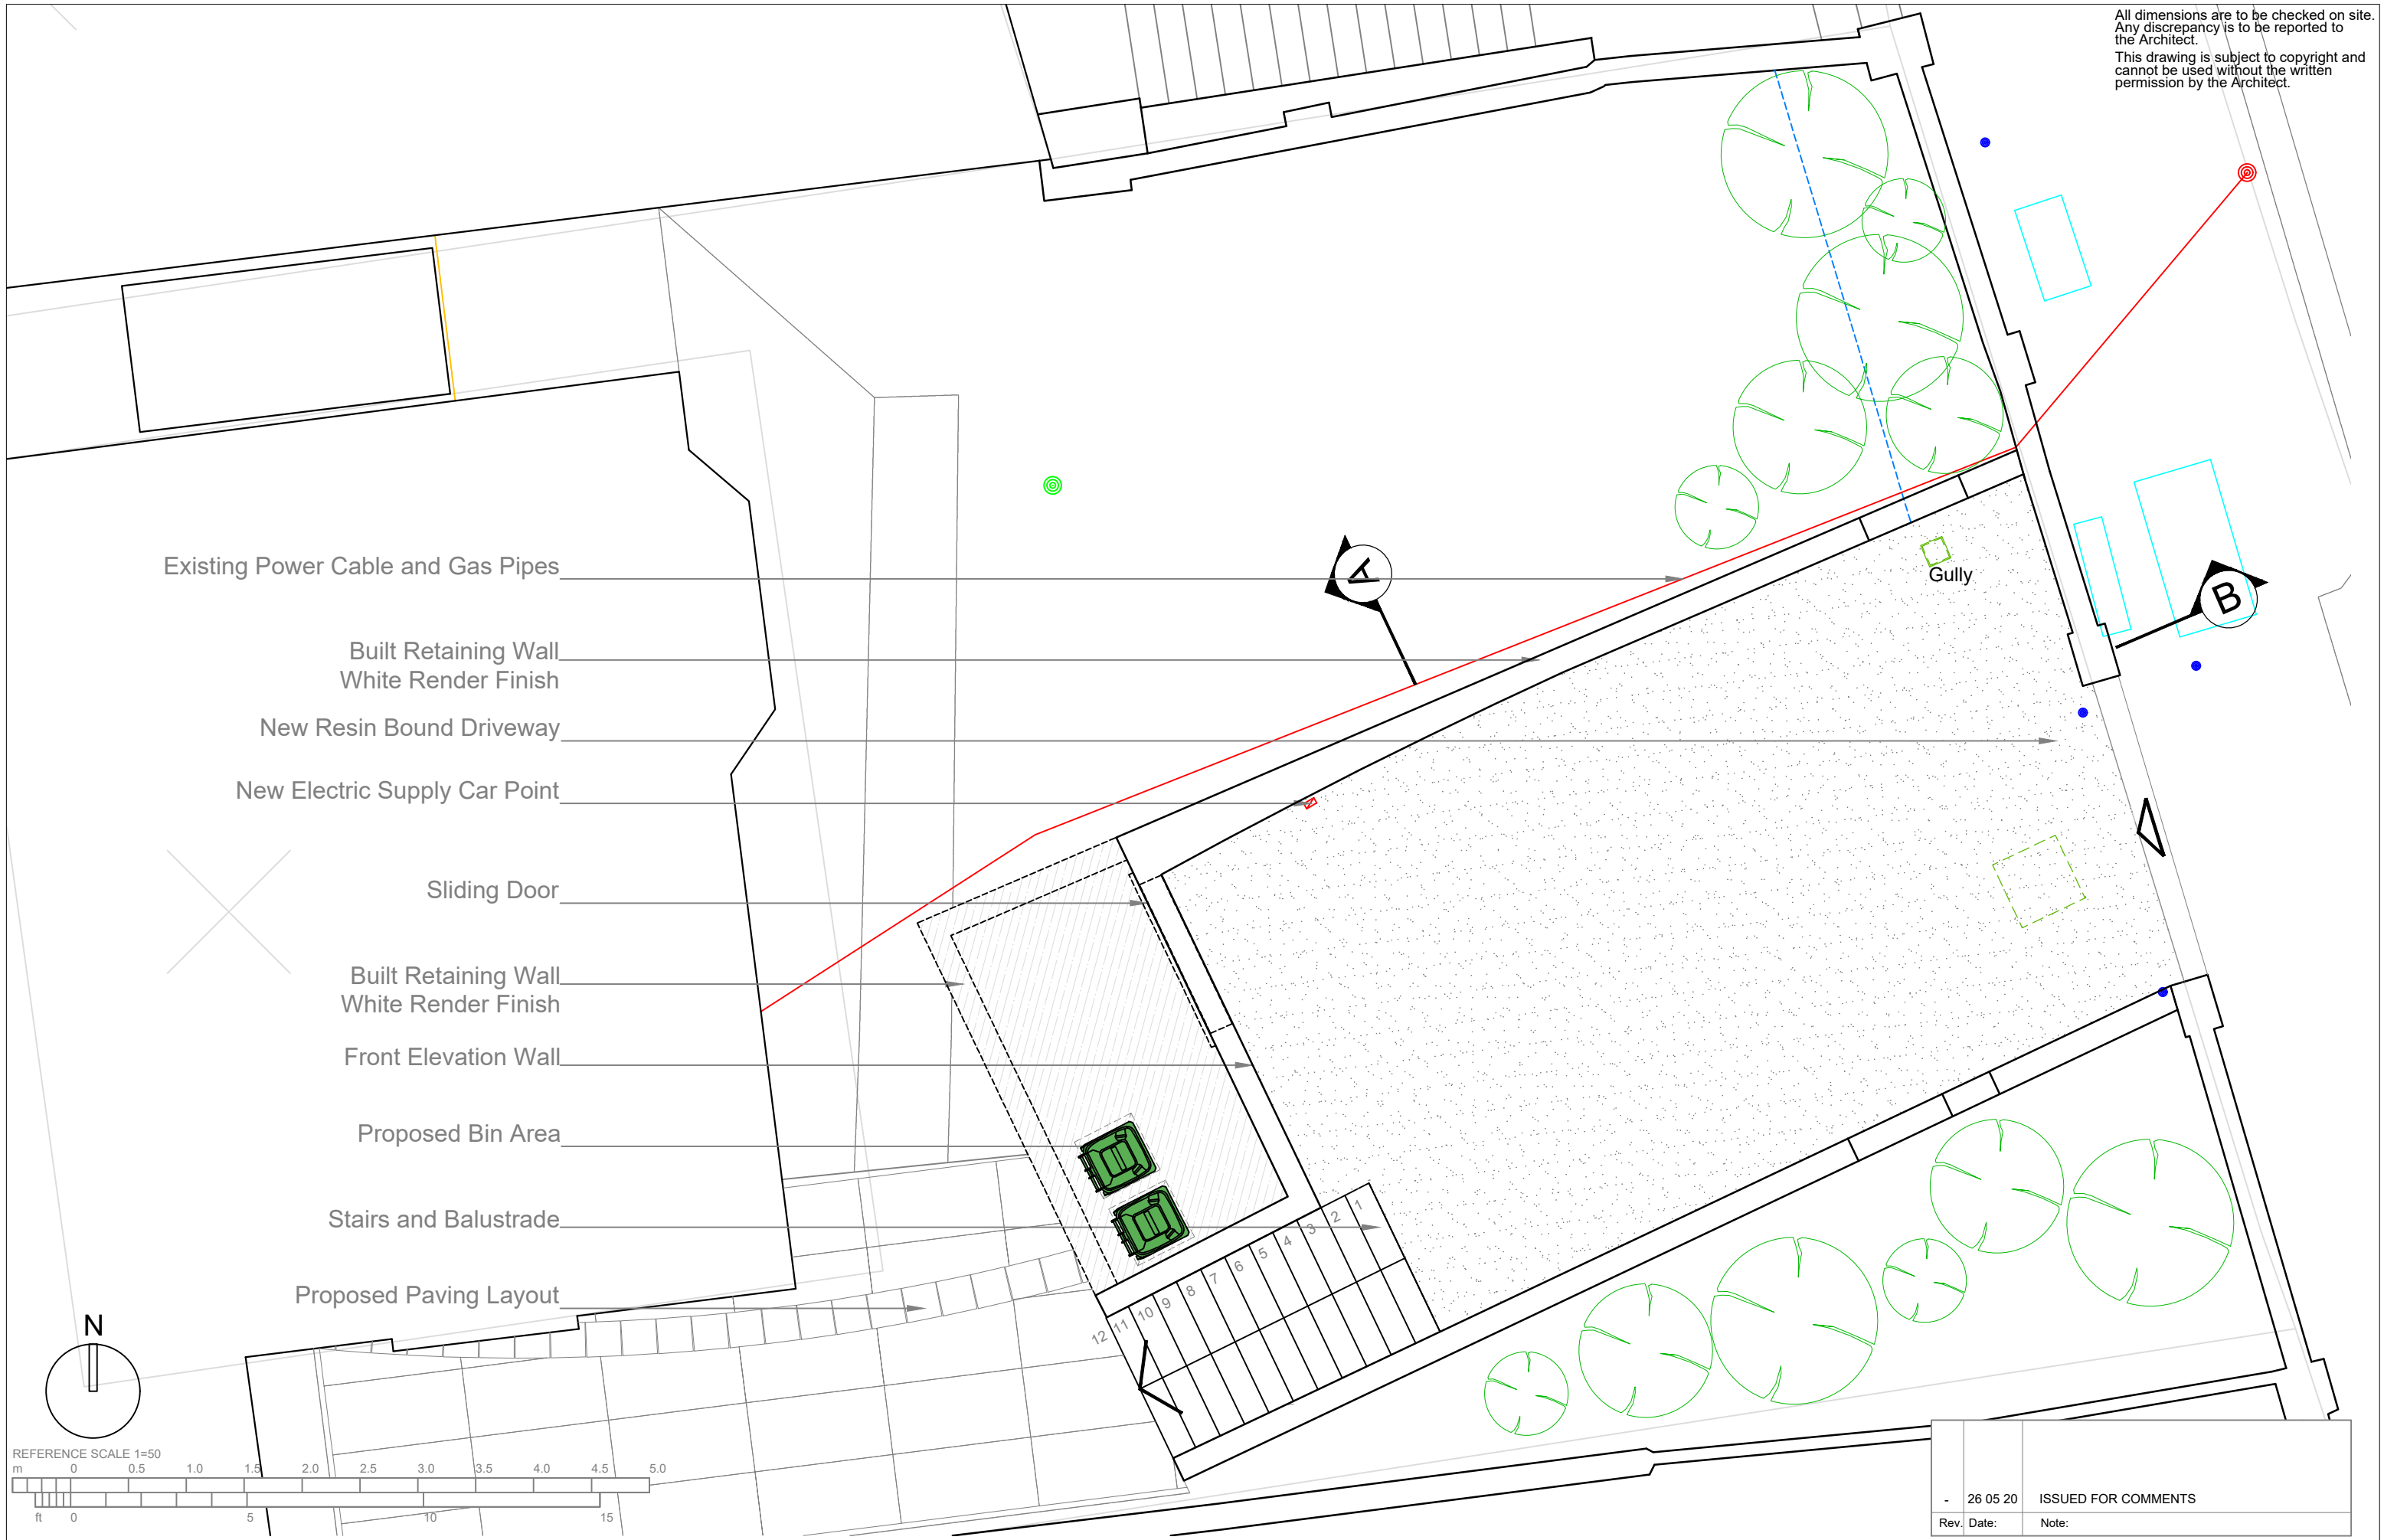 All dimensions are to be checked on site.
Any discrepancy is to be reported to
the Architect.
This drawing is subject to copyright and
cannot be used without the written
permission by the Architect.
Existing Power Cable and Gas Pipes
A
Gully
B
Built Retaining Wall
White Render Finish
New Resin Bound Driveway
New Electric Supply Car Point
Sliding Door
Built Retaining Wall
White Render Finish
Front Elevation Wall
Proposed Bin Area
Stairs and Balustrade
1
2
3
4
5
6
7
8
9
10
11
12
Proposed Paving Layout
N
REFERENCE SCALE 1=50
m 0 0.5 1.0 1.5 2.0 2.5 3.0 3.5 4.0 4.5 5.0
ft 0 5 10 15
- 26 05 20 ISSUED FOR COMMENTS
Rev. Date: Note: